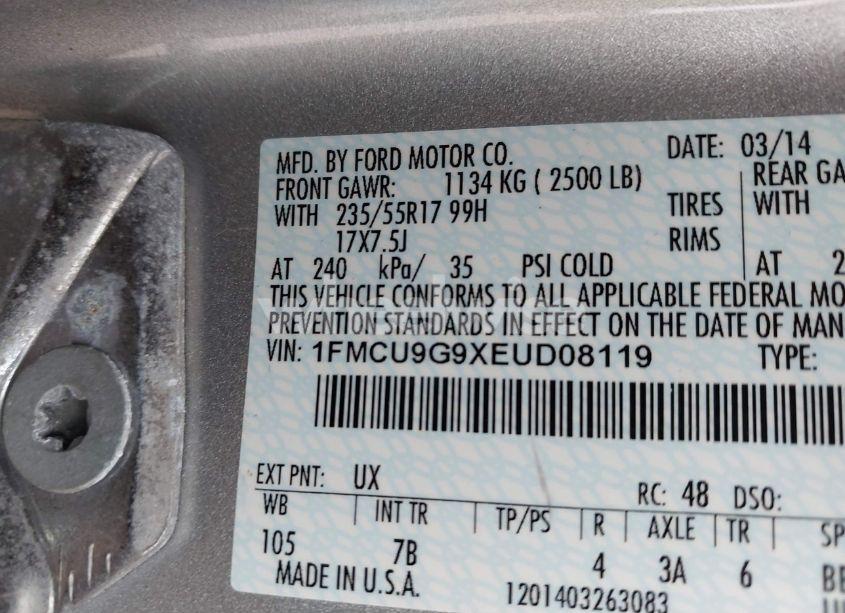 MFD. BY FORD MOTOR CO. DATE: 03/14
FRONT GAWR: 1134 KG ( 2500 LB) REAR GA
WITH 235/55R17 99H TIRES WITH
17X7.5J RIMS
AT 240 kPa/ 35 PSI COLD AT 2
THIS VEHICLE CONFORMS TO ALL APPLICABLE FEDERAL MO
PREVENTION STANDARDS IN EFFECT ON THE DATE OF MAN
VIN: 1FMCU9G9XEUD08119 TYPE:
EXT PNT: UX RC: 48 DSO:
WB INT TR TP/PS R AXLE TR SP
105 7B 4 3A 6 BE
MADE IN U.S.A. 1201403263083